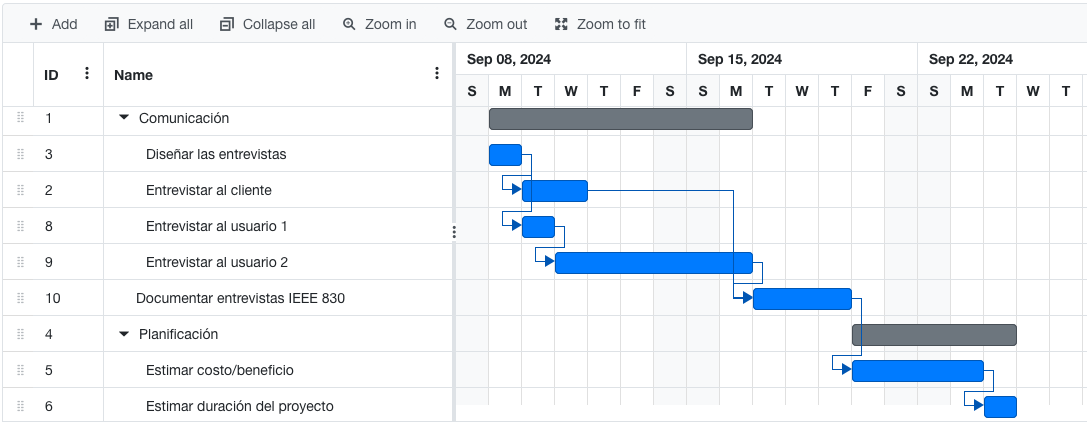 Add Expand all Collapse all Zoom in Zoom out Zoom to fit
ID Name Sep 08, 2024 Sep 15, 2024 Sep 22, 2024
S M T W T F S S M T W T F S S M T W T
1 Comunicación
3 Diseñar las entrevistas
2 Entrevistar al cliente
8 Entrevistar al usuario 1
9 Entrevistar al usuario 2
10 Documentar entrevistas IEEE 830
4 Planificación
5 Estimar costo/beneficio
6 Estimar duración del proyecto